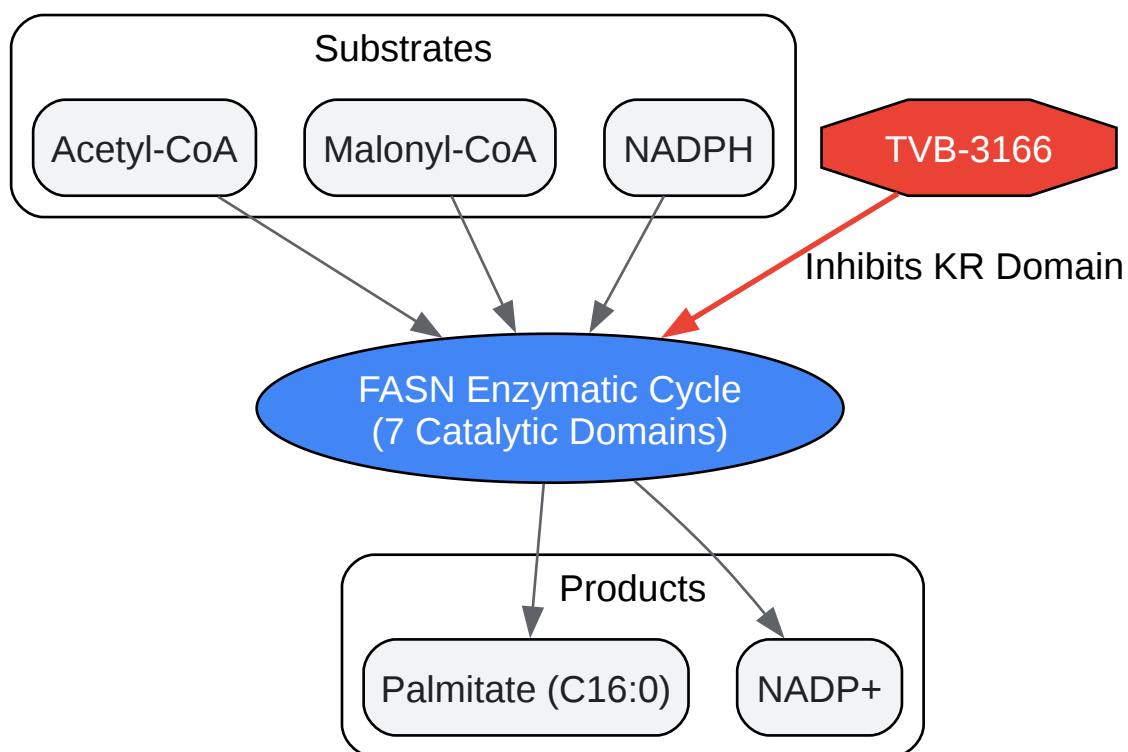 Substrates
Acetyl-CoA
Malonyl-CoA
NADPH
TVB-3166
Inhibits KR Domain
FASN Enzymatic Cycle
(7 Catalytic Domains)
Products
Palmitate (C16:0)
NADP+